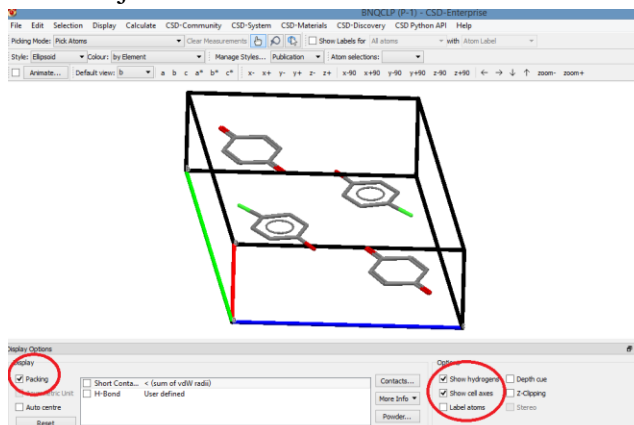 BNQCLP (P-1) - CSD-Enterprise
File Edit Selection Display Calculate CSD-Community CSD-System CSD-Materials CSD-Discovery CSD Python API Help
Picking Mode: Pick Atoms Clear Measurements Show Labels for All atoms with Atom Label
Style: Ellipsoid Colour: by Element Manage Styles... Publication Atom selections:
Animate... Default view: b a b c a* b* c* x- x+ y- y+ z- z+ x-90 x+90 y-90 y+90 z-90 z+90 ← → ↓ ↑ zoom- zoom+
Display Options
Display Options
Packing Short Conta... < (sum of vdW radii) Contacts... Show hydrogens Depth cue
Asymmetric Unit H-Bond User defined More Info Show cell axes Z-Clipping
Auto centre Label atoms Stereo
Reset Powder...